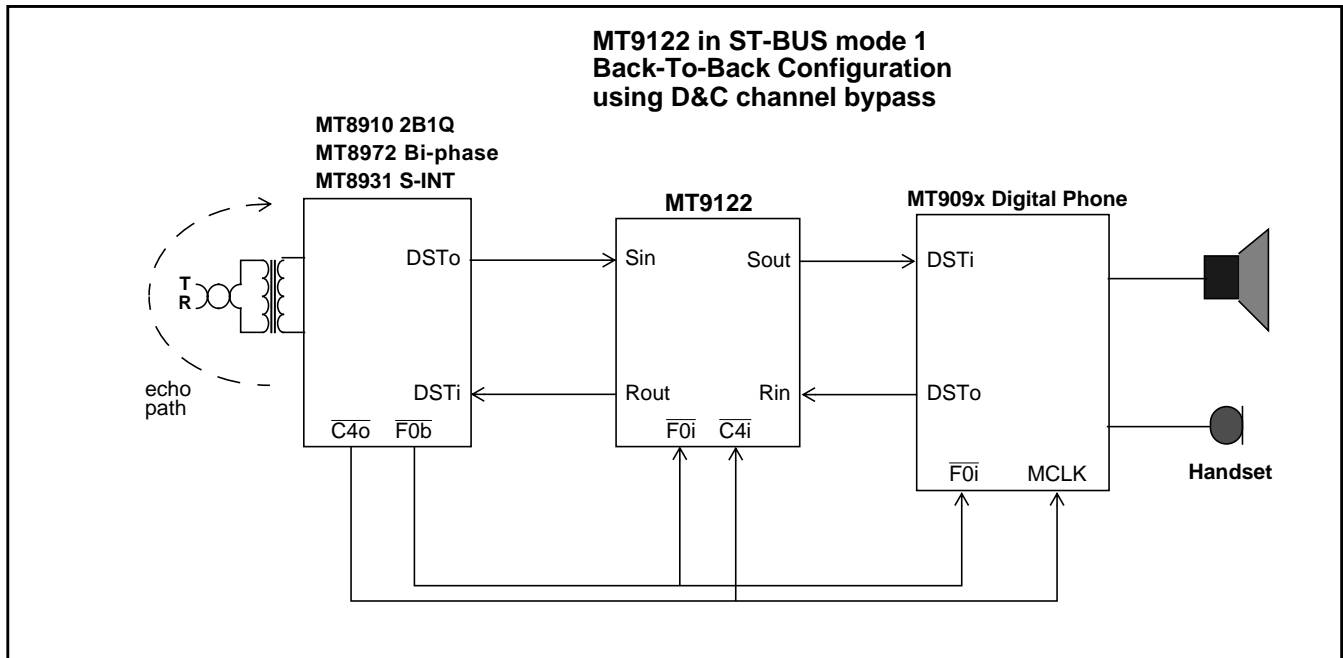 MT9122 in ST-BUS mode 1
Back-To-Back Configuration
using D&C channel bypass
MT8910 2B1Q
MT8972 Bi-phase
MT8931 S-INT
MT9122
MT909x Digital Phone
DSTo
Sin
Sout
DSTi
T
R
echo
path
DSTi
Rout
Rin
DSTo
C4o
F0b
F0i
C4i
F0i
MCLK
Handset